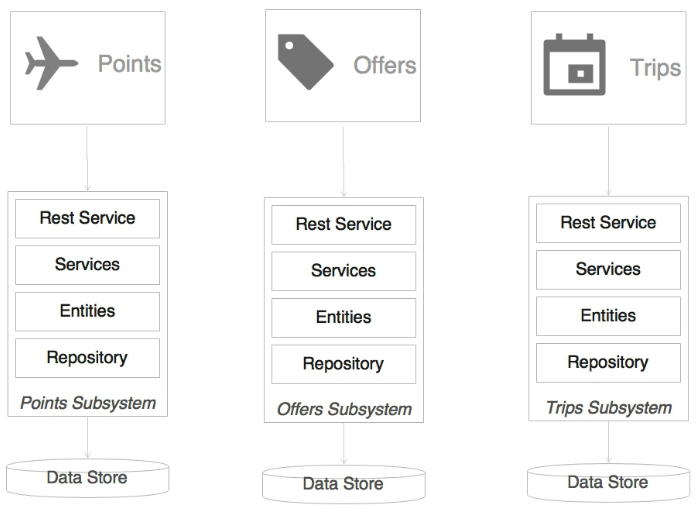 Points
Offers
Trips
Rest Service
Services
Entities
Repository
Points Subsystem
Data Store
Rest Service
Services
Entities
Repository
Offers Subsystem
Data Store
Rest Service
Services
Entities
Repository
Trips Subsystem
Data Store